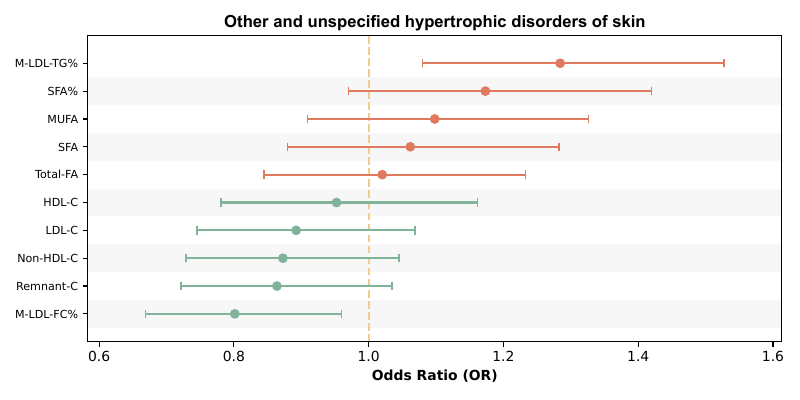 Other and unspecified hypertrophic disorders of skin
M-LDL-TG%
SFA%
MUFA
SFA
Total-FA
HDL-C
LDL-C
Non-HDL-C
Remnant-C
M-LDL-FC%
0.6 0.8 1.0 1.2 1.4 1.6
Odds Ratio (OR)